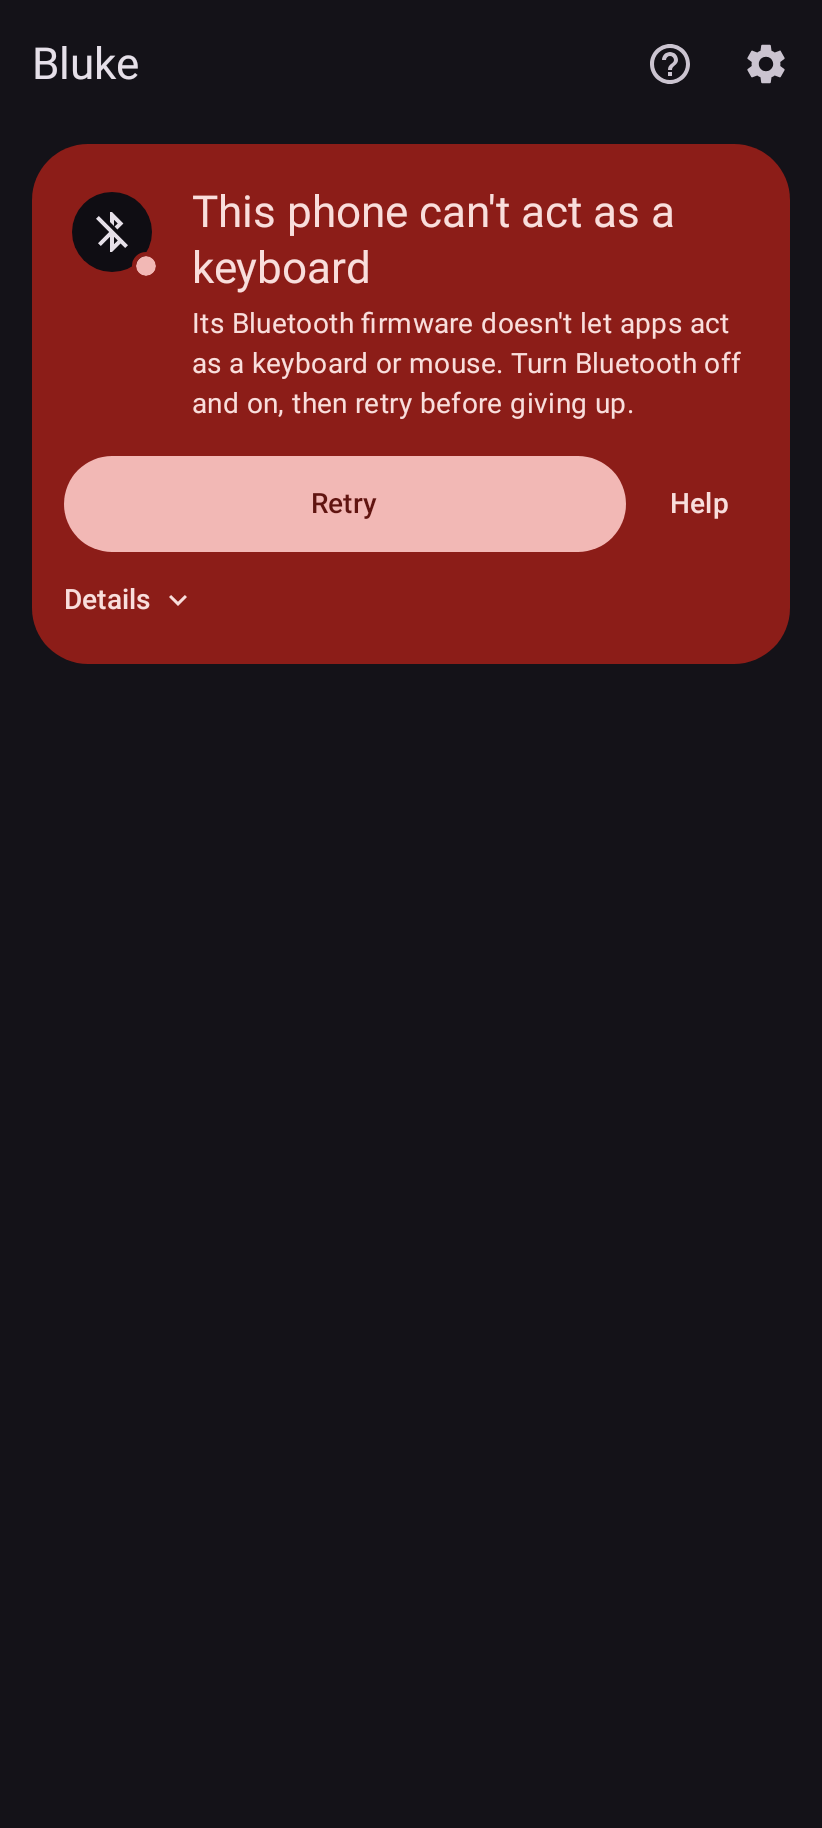 Bluke
This phone can't act as a
keyboard
Its Bluetooth firmware doesn't let apps act
as a keyboard or mouse. Turn Bluetooth off
and on, then retry before giving up.
Retry
Help
Details